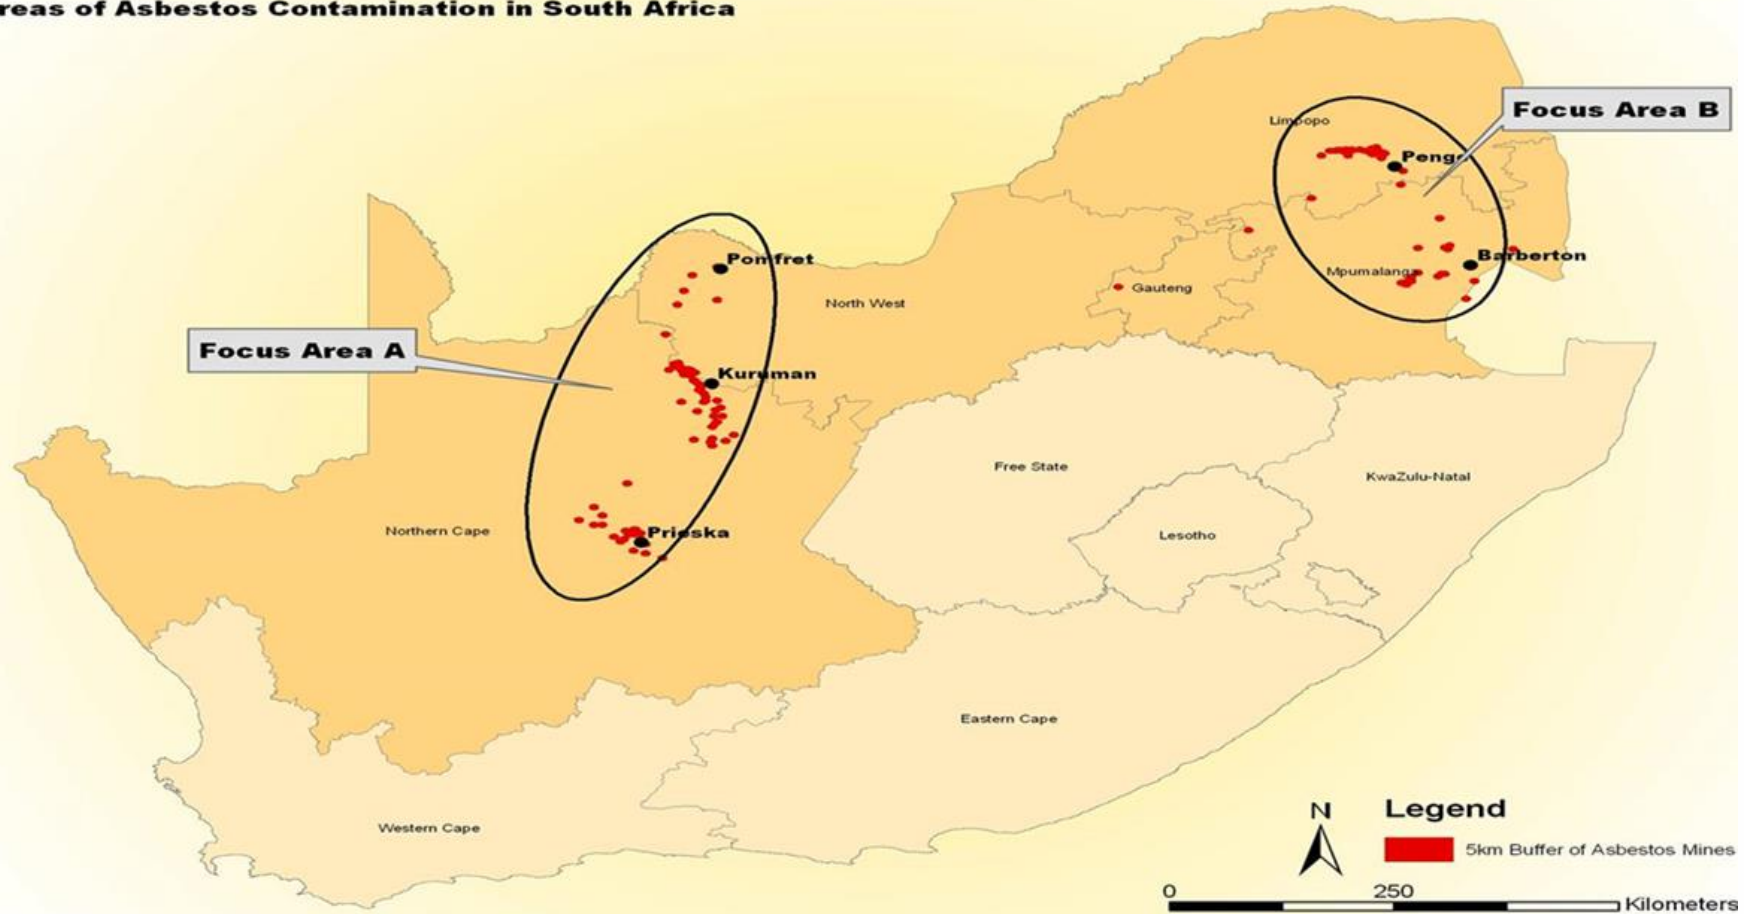 reas of Asbestos Contamination in South Africa
Focus Area B
Limpopo
Penge
Pomfret
Barberton
Mpumalanga
Gauteng
North West
Focus Area A
Kuruman
Free State
KwaZulu-Natal
Northern Cape
Prieska
Lesotho
Eastern Cape
N
Legend
Western Cape
5km Buffer of Asbestos Mines
0 250
Kilometers